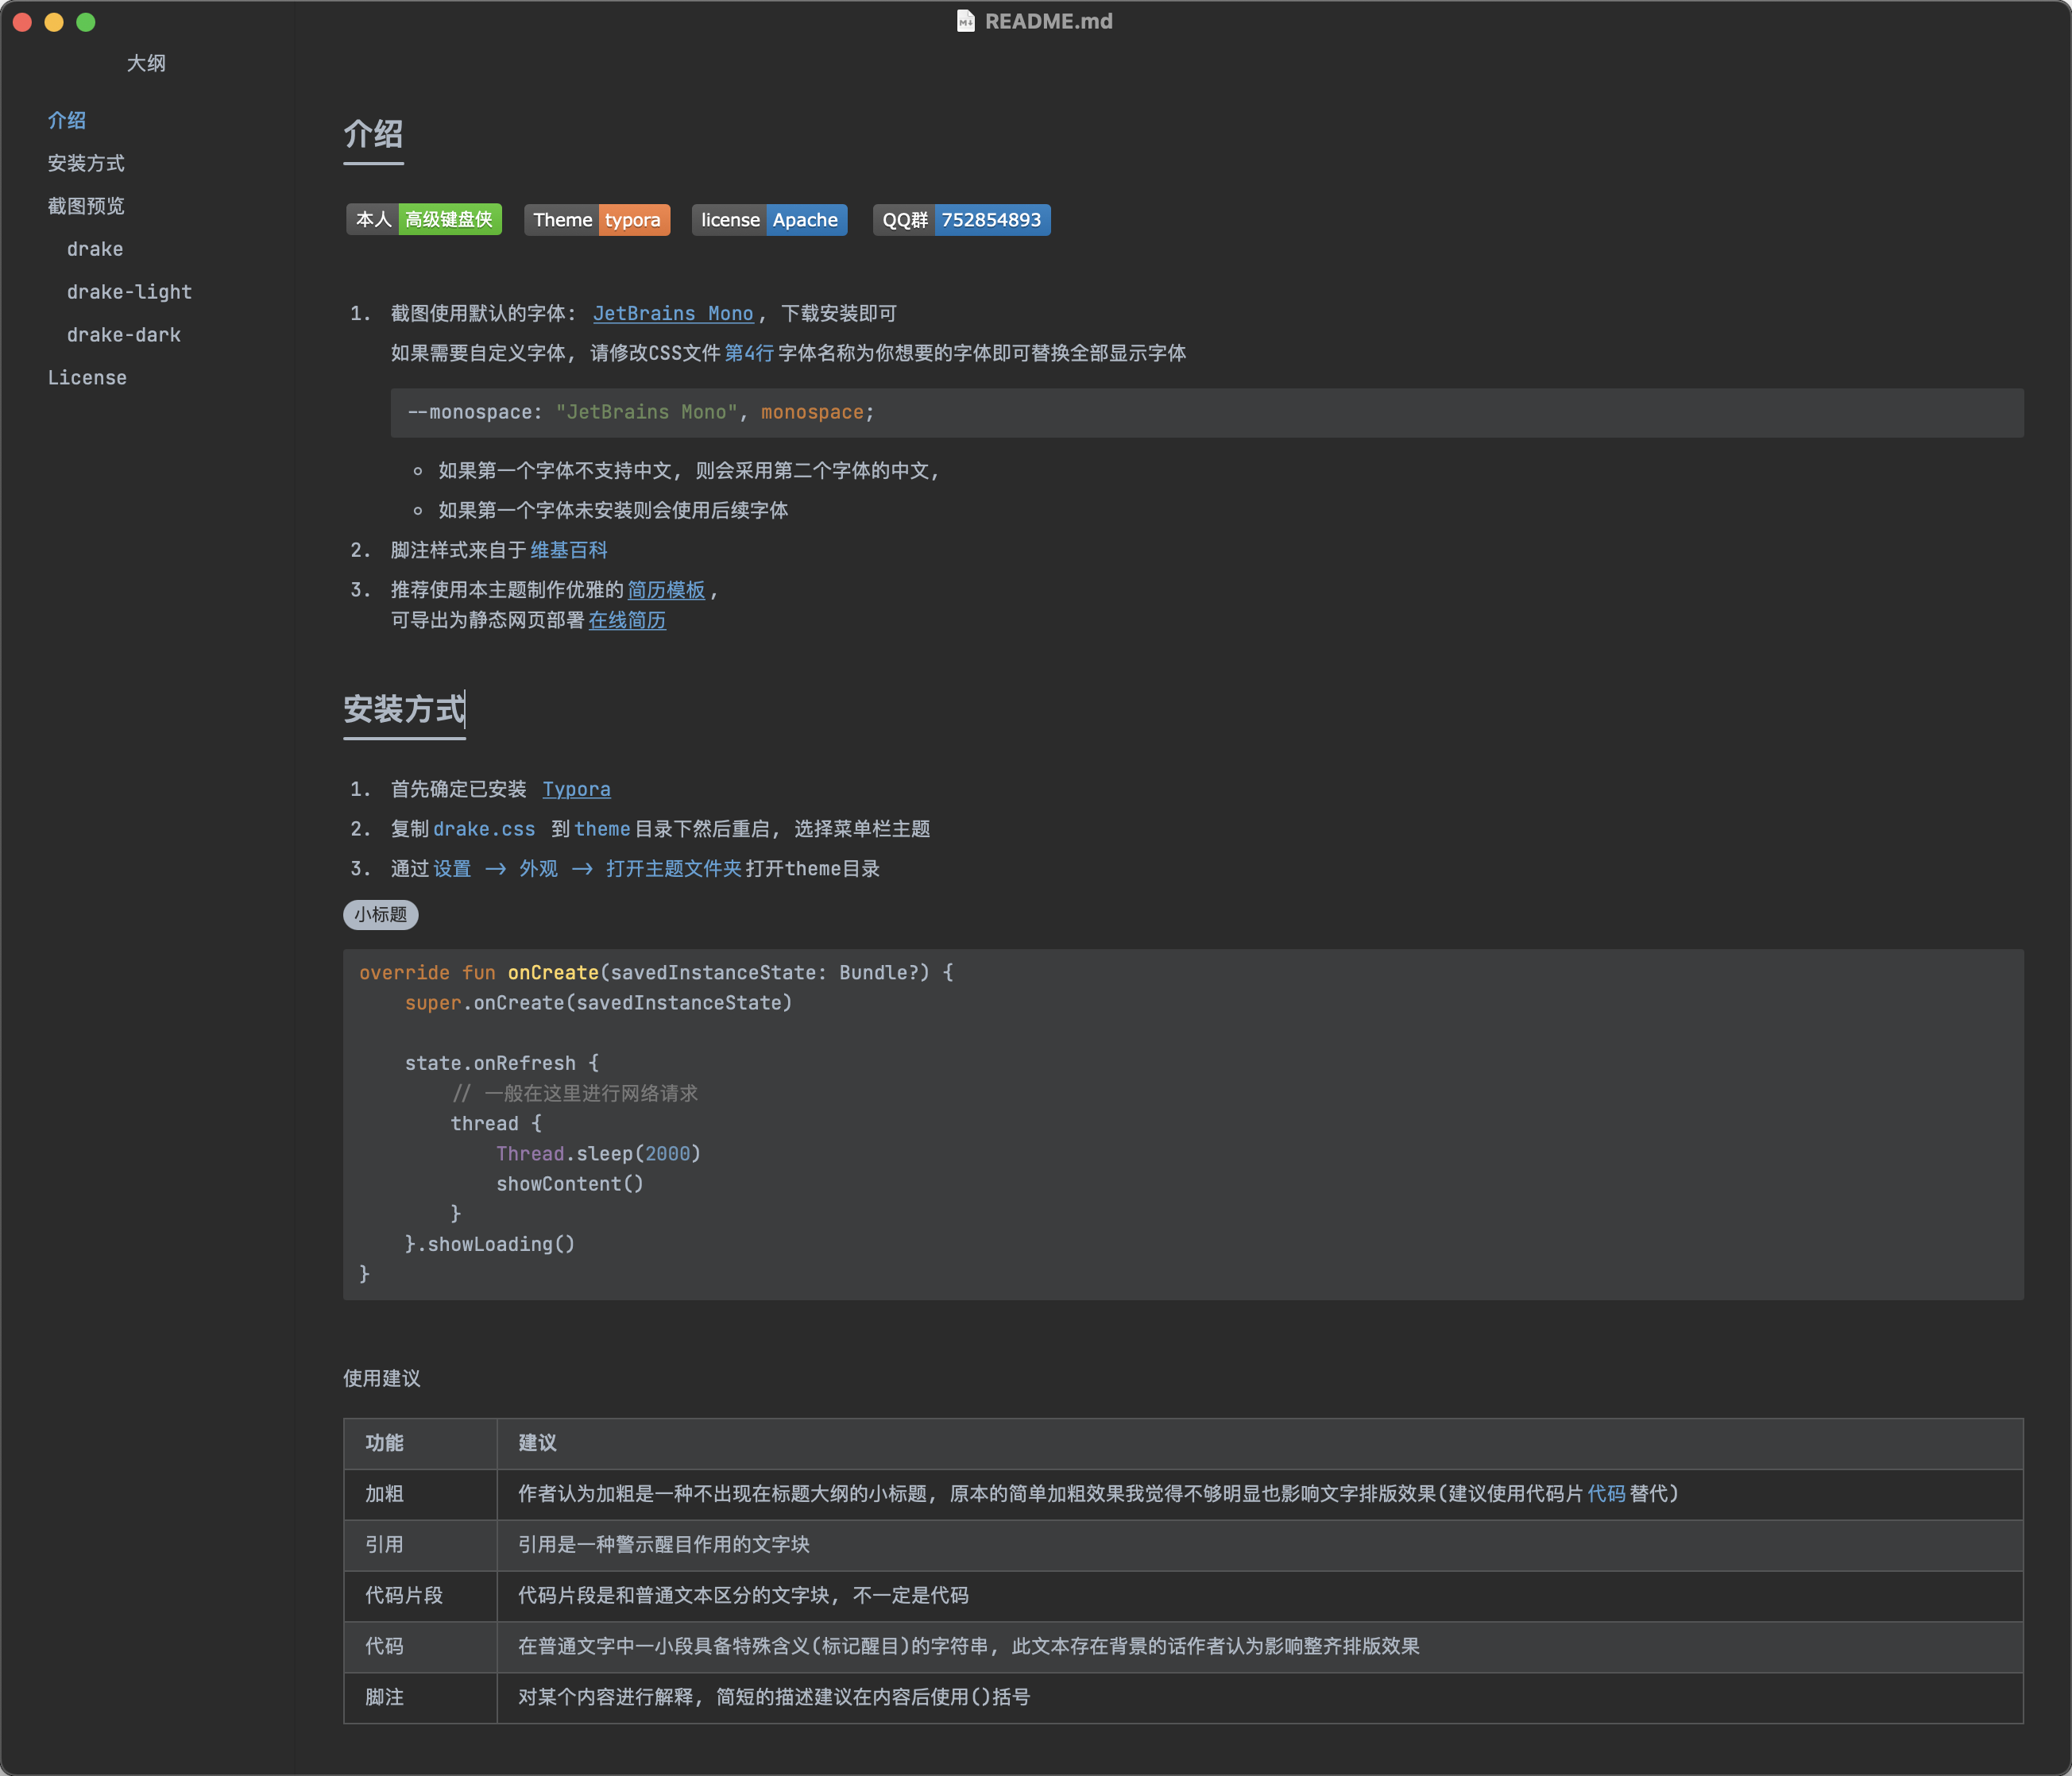 README.md
大纲
介绍
安装方式
截图预览
drake
drake-light
drake-dark
License
介绍
本人 高级键盘侠 Theme typora license Apache QQ群 752854893
1. 截图使用默认的字体: JetBrains Mono, 下载安装即可
如果需要自定义字体, 请修改CSS文件第4行字体名称为你想要的字体即可替换全部显示字体
--monospace: "JetBrains Mono", monospace;
如果第一个字体不支持中文, 则会采用第二个字体的中文,
如果第一个字体未安装则会使用后续字体
2. 脚注样式来自于维基百科
3. 推荐使用本主题制作优雅的简历模板,
可导出为静态网页部署在线简历
安装方式
1. 首先确定已安装 Typora
2. 复制drake.css 到theme目录下然后重启, 选择菜单栏主题
3. 通过设置 -> 外观 -> 打开主题文件夹打开theme目录
小标题
override fun onCreate(savedInstanceState: Bundle?) {
super.onCreate(savedInstanceState)
state.onRefresh {
// 一般在这里进行网络请求
thread {
Thread.sleep(2000)
showContent()
}
}.showLoading()
}
使用建议
功能 建议
加粗 作者认为加粗是一种不出现在标题大纲的小标题, 原本的简单加粗效果我觉得不够明显也影响文字排版效果(建议使用代码片代码替代)
引用 引用是一种警示醒目作用的文字块
代码片段 代码片段是和普通文本区分的文字块, 不一定是代码
代码 在普通文字中一小段具备特殊含义(标记醒目)的字符串, 此文本存在背景的话作者认为影响整齐排版效果
脚注 对某个内容进行解释, 简短的描述建议在内容后使用()括号